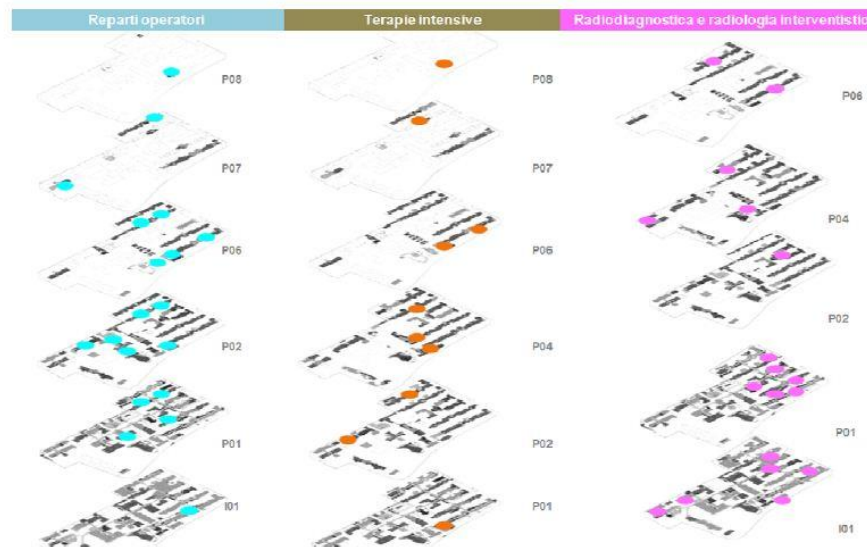 Reparti operatori
Terapie intensive
Radiodiagnostica e radiologia interventistic
P08
P07
P06
P02
P01
I01
P08
P07
P06
P04
P02
P01
P06
P04
P02
P01
I01